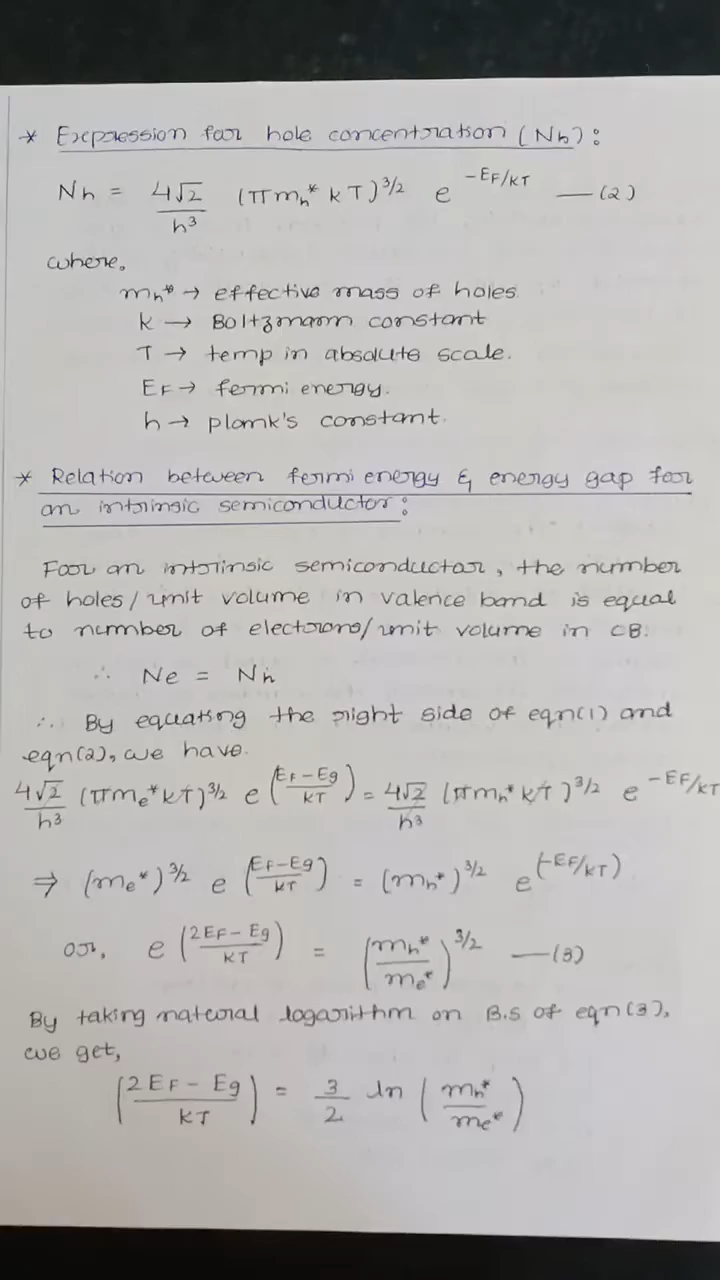 * Expression for hole concentration (Nh):
Nh = 4√2/h³ (πmh* kT)^3/2 e^-EF/KT — (2)
where,
mh* → effective mass of holes
k → Boltzmann constant
T → temp in absolute scale.
EF → fermi energy.
h → plank's constant.
* Relation between fermi energy & energy gap for
an intrinsic semiconductor:
For an intrinsic semiconductor, the number
of holes/unit volume in valence band is equal
to number of electrons/unit volume in CB.
∴ Ne = Nh
∴ By equating the right side of eqn(1) and
eqn(2), we have.
4√2/h³ (πme* kT)^3/2 e^(EF-Eg/KT) = 4√2/h³ (πmh* kT)^3/2 e^-EF/KT
⇒ (me*)^3/2 e^(EF-Eg/KT) = (mh*)^3/2 e^(-EF/KT)
or, e^(2EF-Eg/KT) = (mh*/me*)^3/2 — (3)
By taking natural logarithm on B.S of eqn(3),
we get,
(2EF-Eg/KT) = 3/2 ln (mh*/me*)